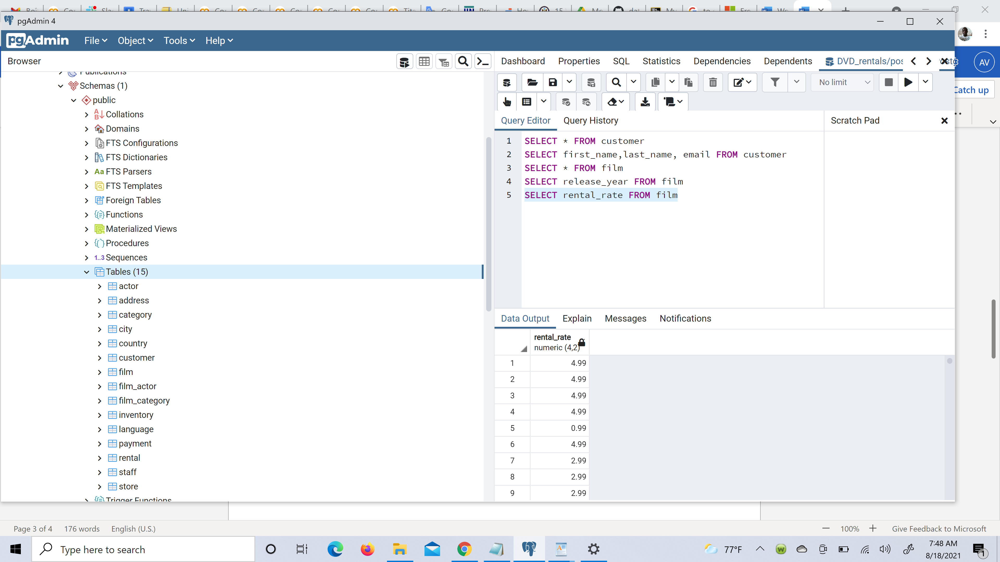 pgAdmin 4
pgAdmin File Object Tools Help
Browser
Dashboard Properties SQL Statistics Dependencies Dependents DVD_rentals/pos
AV
Publications
Schemas (1)
public
Collations
Domains
FTS Configurations
FTS Dictionaries
Aa FTS Parsers
FTS Templates
Foreign Tables
Functions
Materialized Views
Procedures
1..3 Sequences
Tables (15)
actor
address
category
city
country
customer
film
film_actor
film_category
inventory
language
payment
rental
staff
store
Trigger Functions
No limit
Catch up
Query Editor Query History
Scratch Pad
1 SELECT * FROM customer
2 SELECT first_name,last_name, email FROM customer
3 SELECT * FROM film
4 SELECT release_year FROM film
5 SELECT rental_rate FROM film
Data Output Explain Messages Notifications
rental_rate
numeric (4,2)
1 4.99
2 4.99
3 4.99
4 4.99
5 0.99
6 4.99
7 2.99
8 2.99
9 2.99
Page 3 of 4 176 words English (U.S.)
100% Give Feedback to Microsoft
Type here to search
77°F
7:48 AM
8/18/2021
1